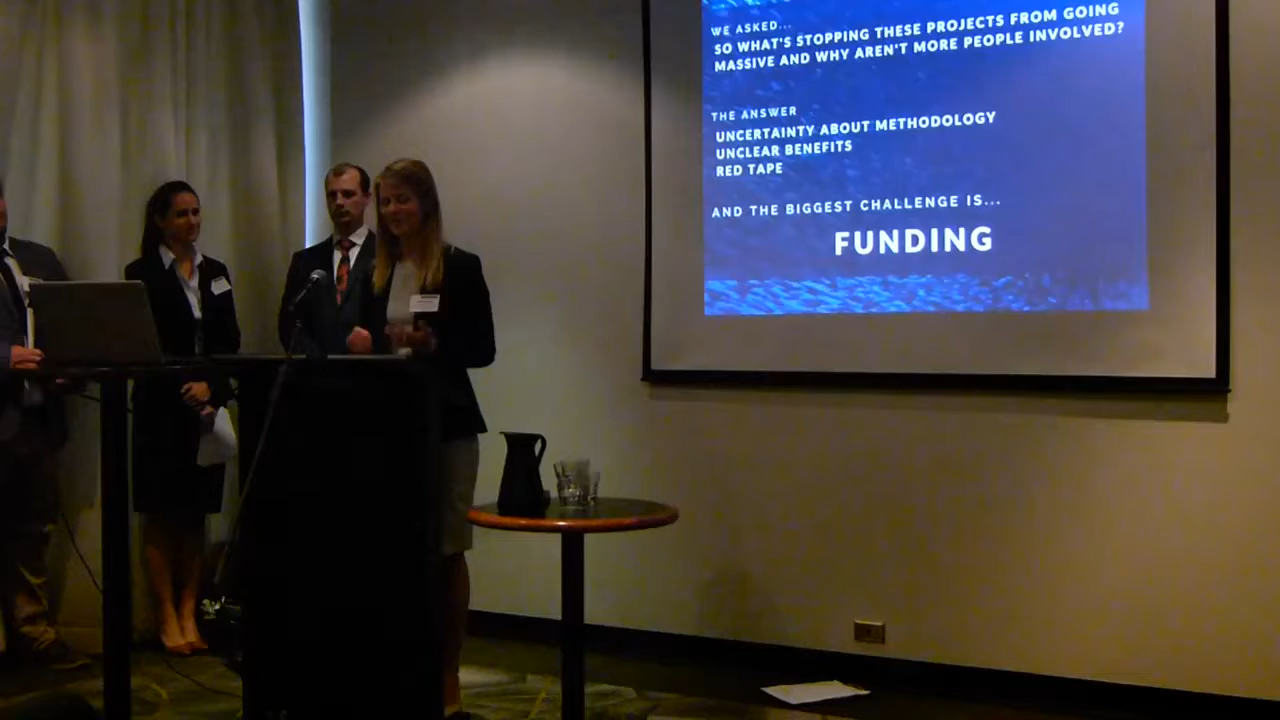 WE ASKED...
SO WHAT'S STOPPING THESE PROJECTS FROM GOING
MASSIVE AND WHY AREN'T MORE PEOPLE INVOLVED?
THE ANSWER
UNCERTAINTY ABOUT METHODOLOGY
UNCLEAR BENEFITS
RED TAPE
AND THE BIGGEST CHALLENGE IS...
FUNDING